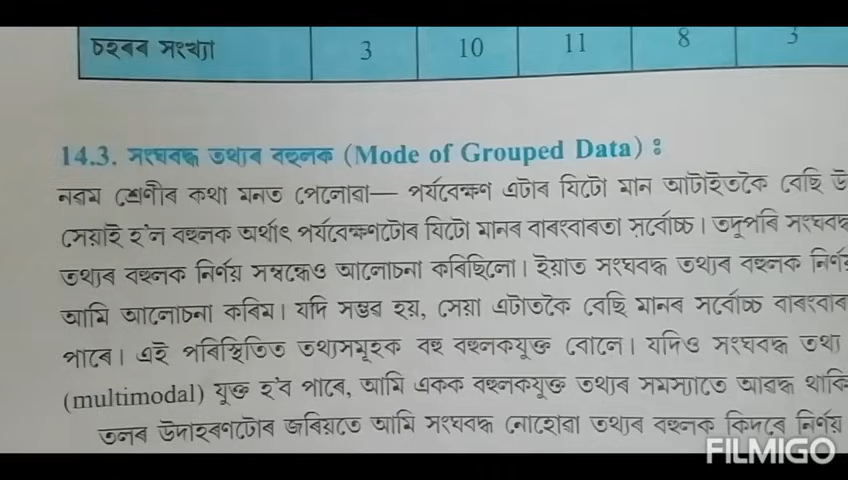 চহৰৰ সংখ্যা 3 10 11 8 3
14.3. সংঘবদ্ধ তথ্যৰ বহুলক (Mode of Grouped Data) :
নৱম শ্ৰেণীৰ কথা মনত পেলোৱা— পৰ্যবেক্ষণ এটাৰ যিটো মান আটাইতকৈ বেছি
সেয়াই হ'ল বহুলক অৰ্থাৎ পৰ্যবেক্ষণটোৰ যিটো মানৰ বাৰংবাৰতা সৰ্বোচ্চ। তদুপৰি সংঘবদ্ধ
তথ্যৰ বহুলক নিৰ্ণয় সম্বন্ধেও আলোচনা কৰিছিলো। ইয়াত সংঘবদ্ধ তথ্যৰ বহুলক
আমি আলোচনা কৰিম। যদি সম্ভৱ হয়, সেয়া এটাতকৈ বেছি মানৰ সৰ্বোচ্চ বাৰংবাৰ
পাৰে। এই পৰিস্থিতিত তথ্যসমূহক বহু বহুলকযুক্ত বোলে। যদিও সংঘবদ্ধ তথ্য
(multimodal) যুক্ত হ'ব পাৰে, আমি একক বহুলকযুক্ত তথ্যৰ সমস্যাতে আৱদ্ধ থাকি
তলৰ উদাহৰণটোৰ জৰিয়তে আমি সংঘবদ্ধ নোহোৱা তথ্যৰ বহুলক কিদৰে নিৰ্ণয়
FILMIGO